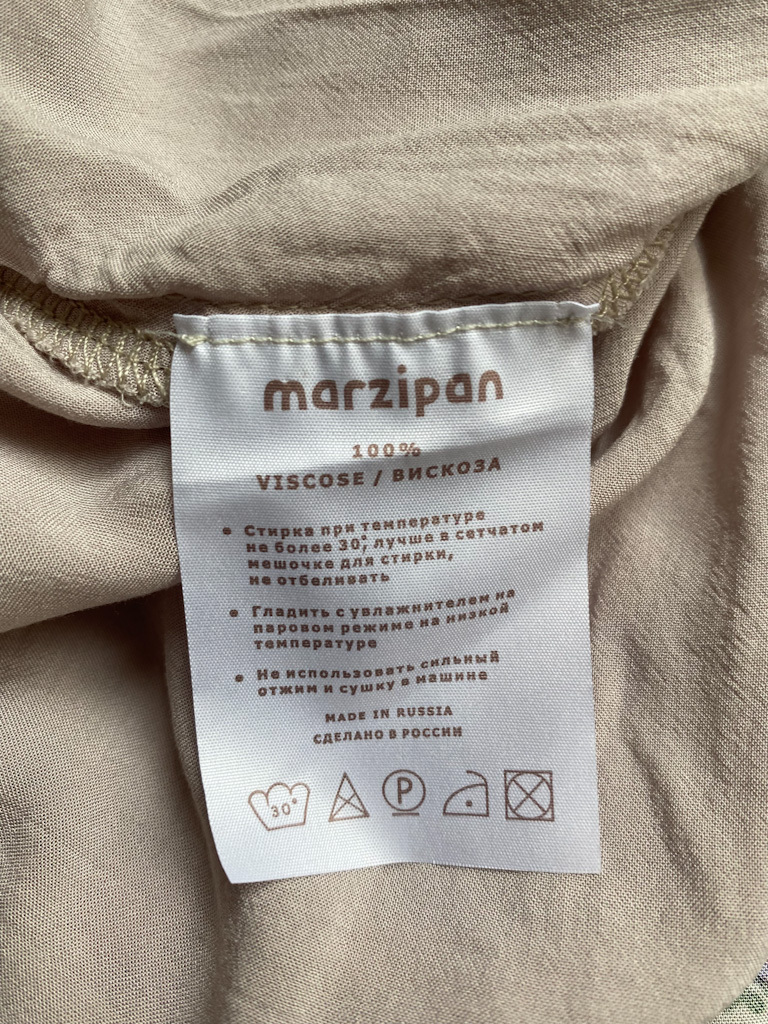 marzipan
100%
VISCOSE / ВИСКОЗА
• Стирка при температуре
не более 30°, лучше в сетчатом
мешочке для стирки,
не отбеливать
• Гладить с увлажнителем на
паровом режиме на низкой
температуре
• Не использовать сильный
отжим и сушку в машине
MADE IN RUSSIA
СДЕЛАНО В РОССИИ
30° P